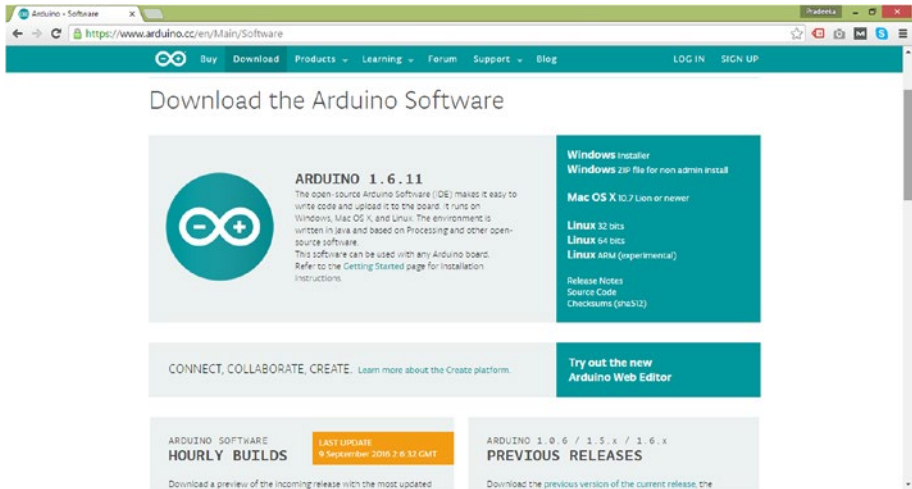 Arduino - Software
Pradeeka
https://www.arduino.cc/en/Main/Software
Buy Download Products Learning Forum Support Blog LOG IN SIGN UP
Download the Arduino Software
ARDUINO 1.6.11
The open-source Arduino Software (IDE) makes it easy to
write code and upload it to the board. It runs on
Windows, Mac OS X, and Linux. The environment is
written in Java and based on Processing and other open-
source software.
This software can be used with any Arduino board.
Refer to the Getting Started page for Installation
instructions.
Windows Installer
Windows ZIP file for non admin install
Mac OS X 10.7 Lion or newer
Linux 32 bits
Linux 64 bits
Linux ARM (experimental)
Release Notes
Source Code
Checksums (sha512)
CONNECT, COLLABORATE, CREATE. Learn more about the Create platform.
Try out the new
Arduino Web Editor
ARDUINO SOFTWARE
HOURLY BUILDS
LAST UPDATE
9 September 2016 2:6:32 GMT
Download a preview of the incoming release with the most updated
ARDUINO 1.0.6 / 1.5.x / 1.6.x
PREVIOUS RELEASES
Download the previous version of the current release, the